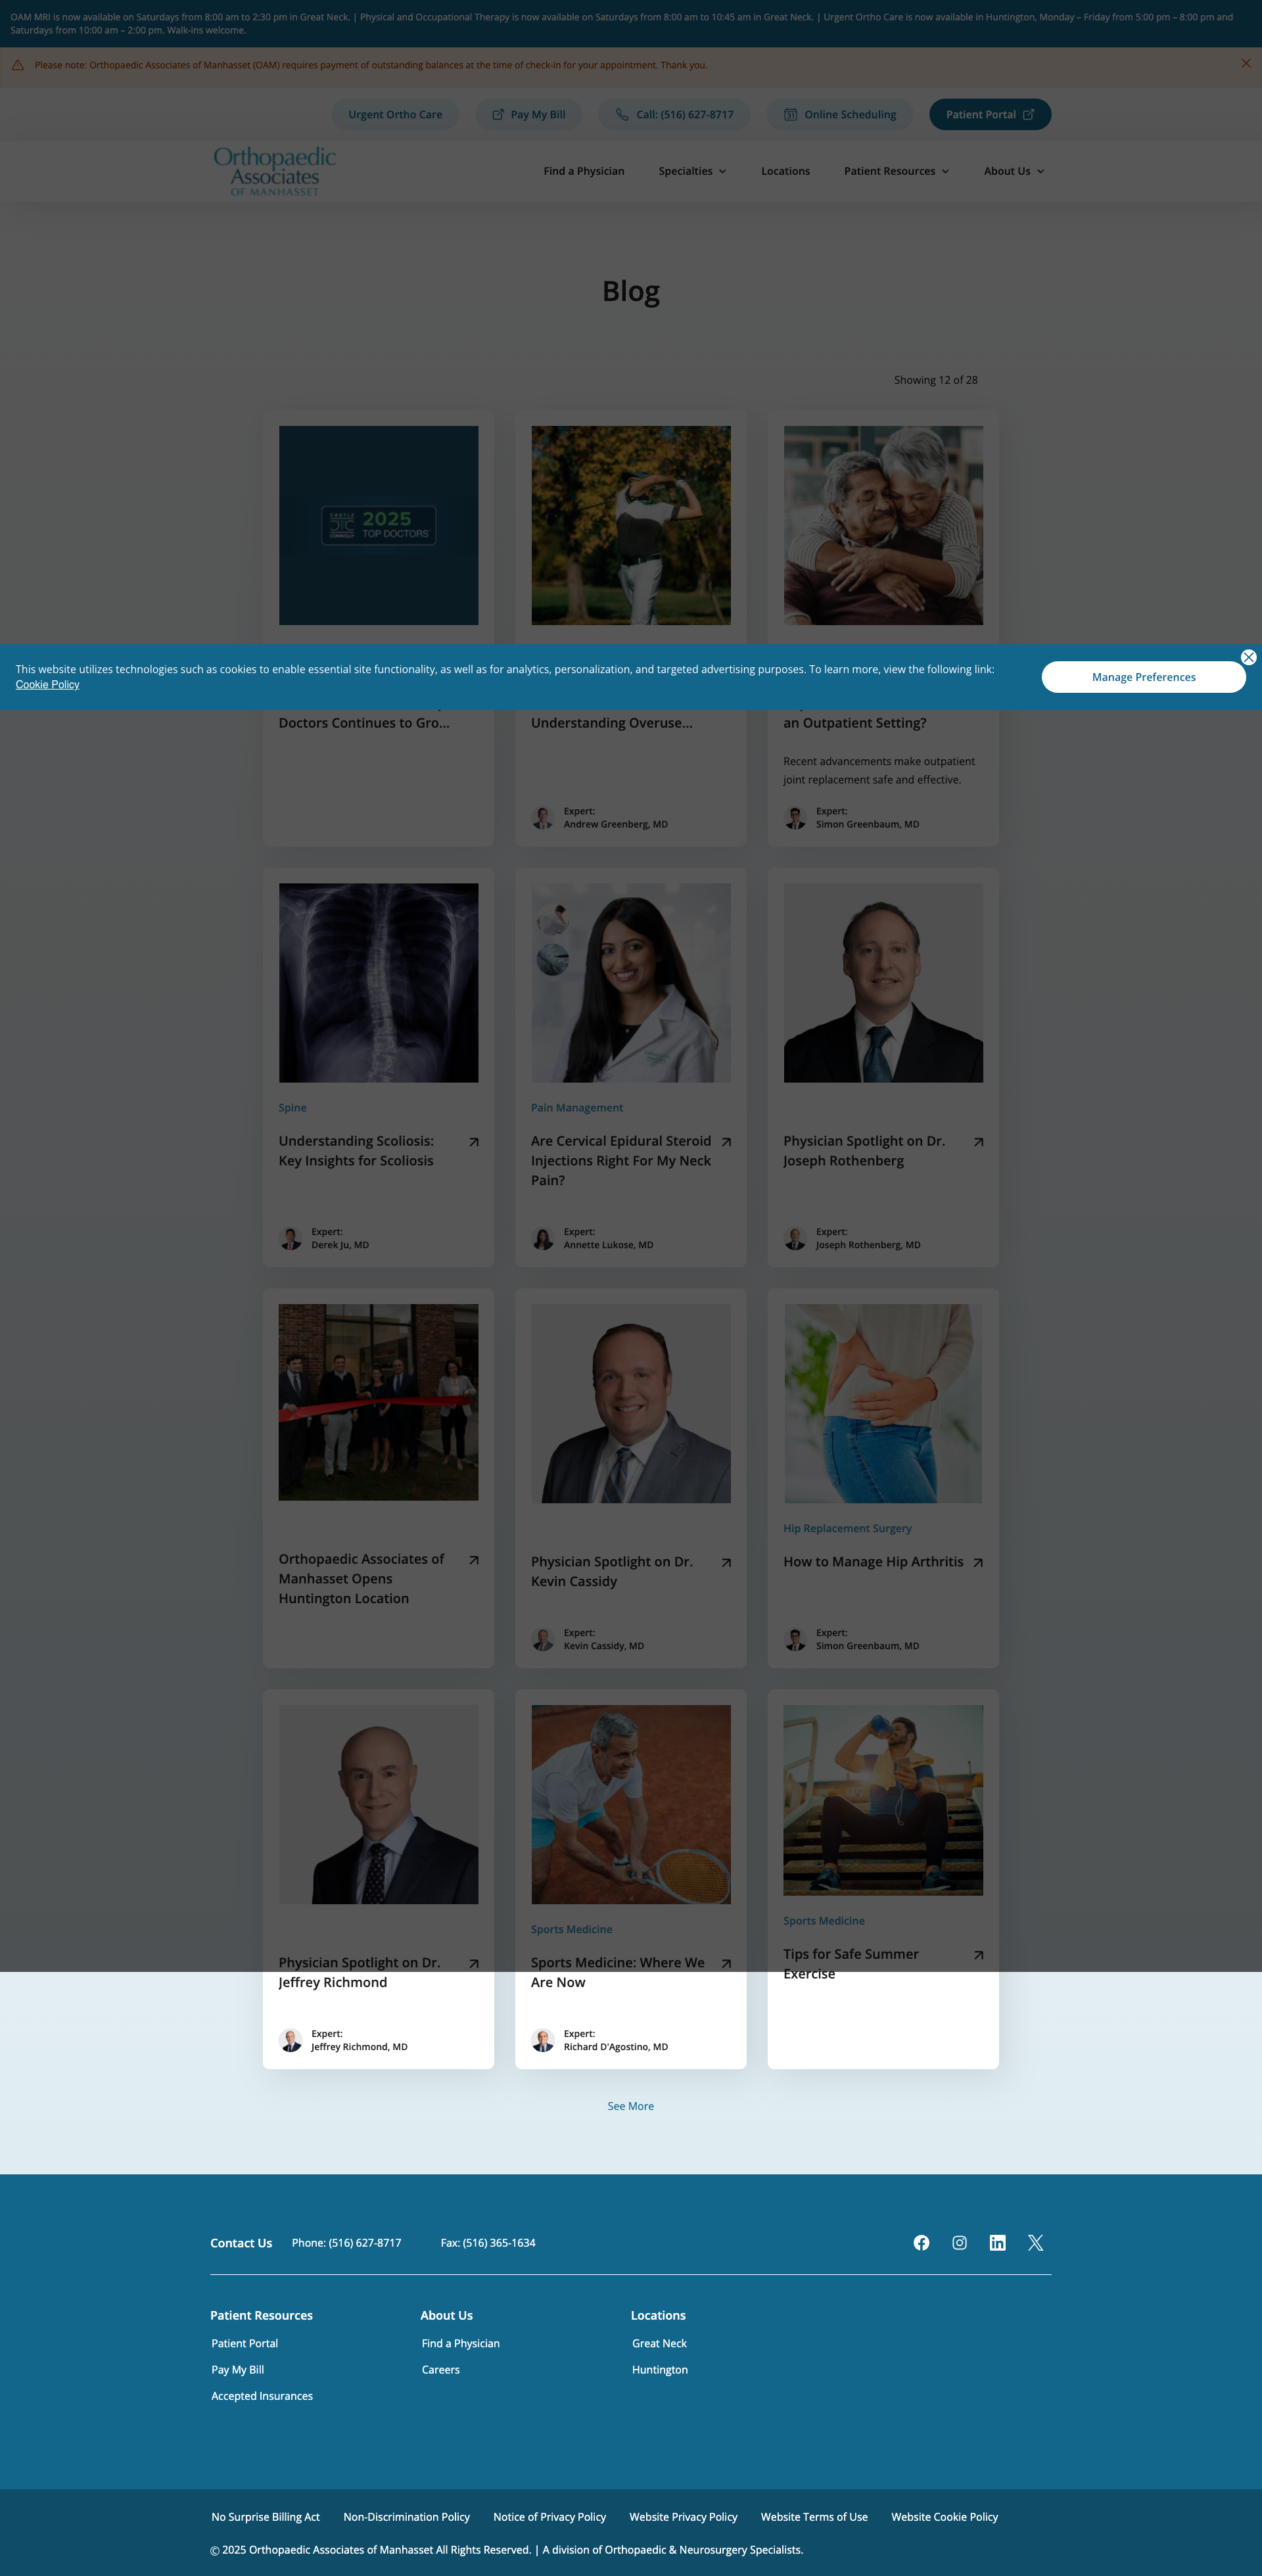 OAM MRI is now available on Saturdays from 8:00 am to 2:30 pm in Great Neck. | Physical and Occupational Therapy is now available on Saturdays from 8:00 am to 10:45 am in Great Neck. | Urgent Ortho Care is now available in Huntington, Monday – Friday from 5:00 pm – 8:00 pm and
Saturdays from 10:00 am – 2:00 pm. Walk-ins welcome.
Please note: Orthopaedic Associates of Manhasset (OAM) requires payment of outstanding balances at the time of check-in for your appointment. Thank you.
Urgent Ortho Care
Pay My Bill
Call: (516) 627-8717
31
Online Scheduling
Patient Portal
Orthopaedic
Associates
OF MANHASSET
Find a Physician
Specialties
Locations
Patient Resources
About Us
Blog
Showing 12 of 28
CASTLE
CONNOLLY
2025
TOP DOCTORS
This website utilizes technologies such as cookies to enable essential site functionality, as well as for analytics, personalization, and targeted advertising purposes. To learn more, view the following link:
Cookie Policy
Manage Preferences
Doctors Continues to Gro...
Understanding Overuse...
Expert:
Andrew Greenberg, MD
an Outpatient Setting?
Recent advancements make outpatient
joint replacement safe and effective.
Expert:
Simon Greenbaum, MD
Spine
Understanding Scoliosis:
Key Insights for Scoliosis
Expert:
Derek Ju, MD
Pain Management
Are Cervical Epidural Steroid
Injections Right For My Neck
Pain?
Expert:
Annette Lukose, MD
Physician Spotlight on Dr.
Joseph Rothenberg
Expert:
Joseph Rothenberg, MD
Orthopaedic Associates of
Manhasset Opens
Huntington Location
Physician Spotlight on Dr.
Kevin Cassidy
Expert:
Kevin Cassidy, MD
Hip Replacement Surgery
How to Manage Hip Arthritis
Expert:
Simon Greenbaum, MD
Physician Spotlight on Dr.
Jeffrey Richmond
Expert:
Jeffrey Richmond, MD
Sports Medicine
Sports Medicine: Where We
Are Now
Expert:
Richard D'Agostino, MD
Sports Medicine
Tips for Safe Summer
Exercise
See More
Contact Us
Phone: (516) 627-8717
Fax: (516) 365-1634
Patient Resources
Patient Portal
Pay My Bill
Accepted Insurances
About Us
Find a Physician
Careers
Locations
Great Neck
Huntington
No Surprise Billing Act
Non-Discrimination Policy
Notice of Privacy Policy
Website Privacy Policy
Website Terms of Use
Website Cookie Policy
© 2025 Orthopaedic Associates of Manhasset All Rights Reserved. | A division of Orthopaedic & Neurosurgery Specialists.